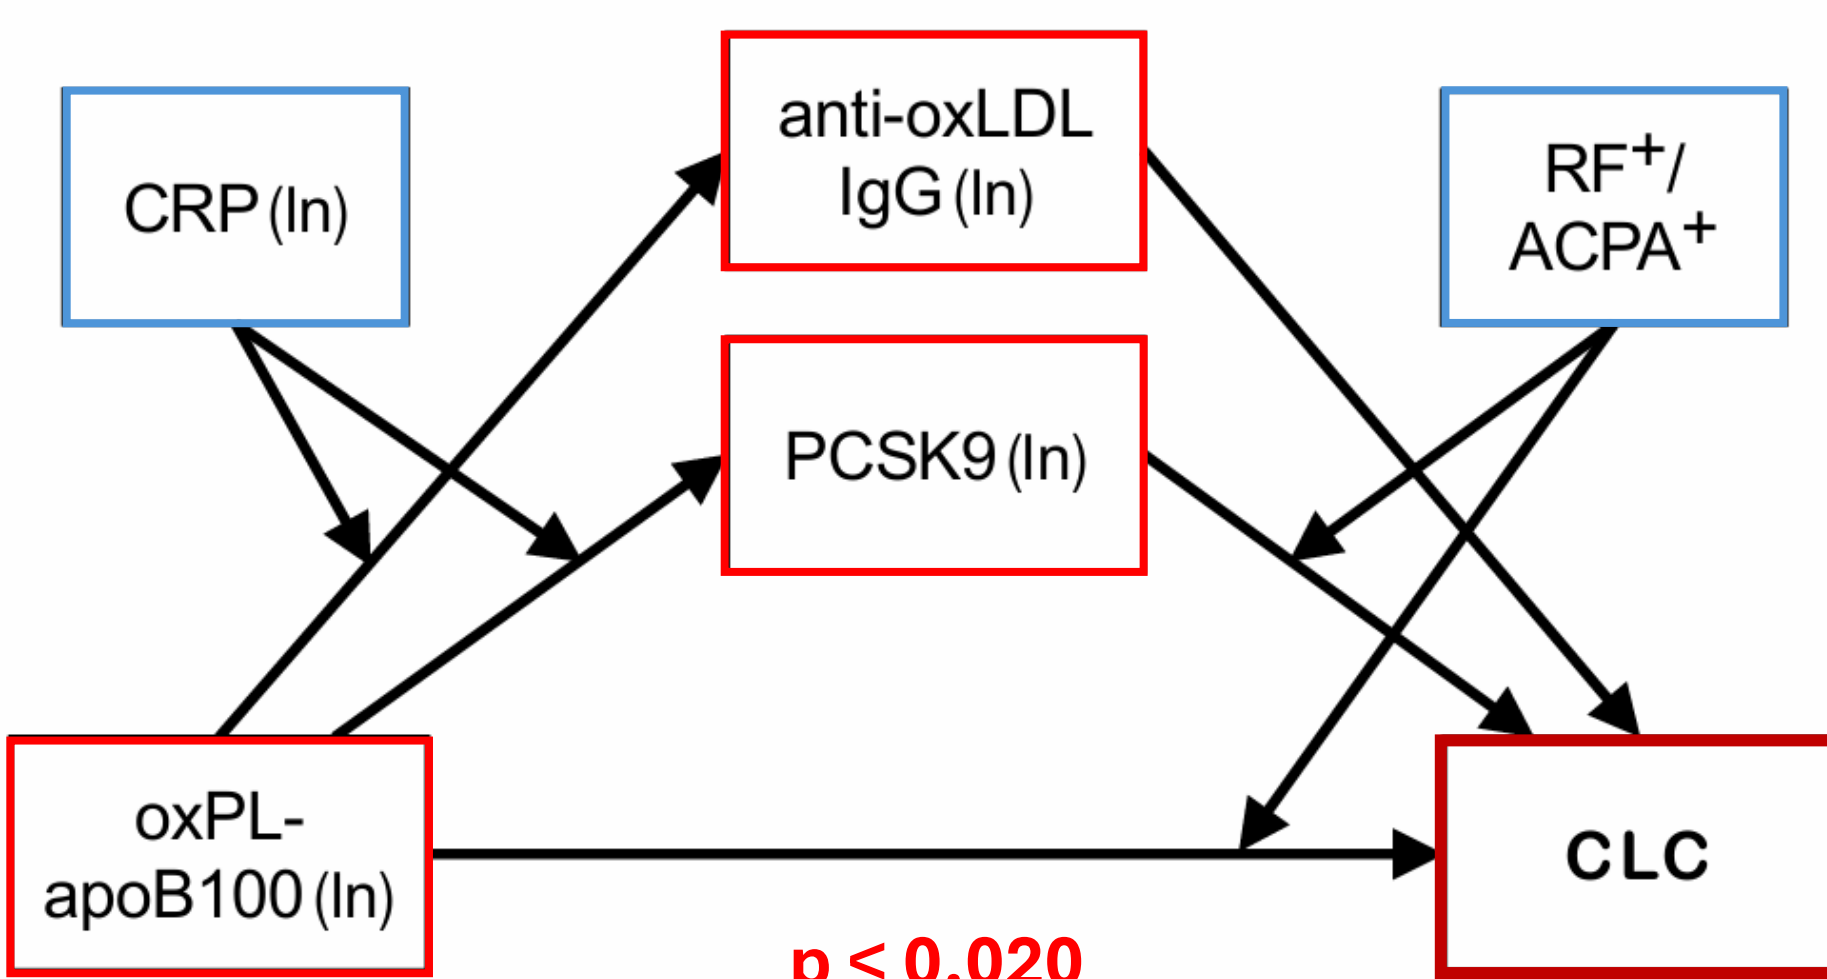 anti-oxLDL
IgG (ln)
CRP (ln)
RF⁺/
ACPA⁺
PCSK9 (ln)
oxPL-
apoB100 (ln)
CLC
p < 0.020